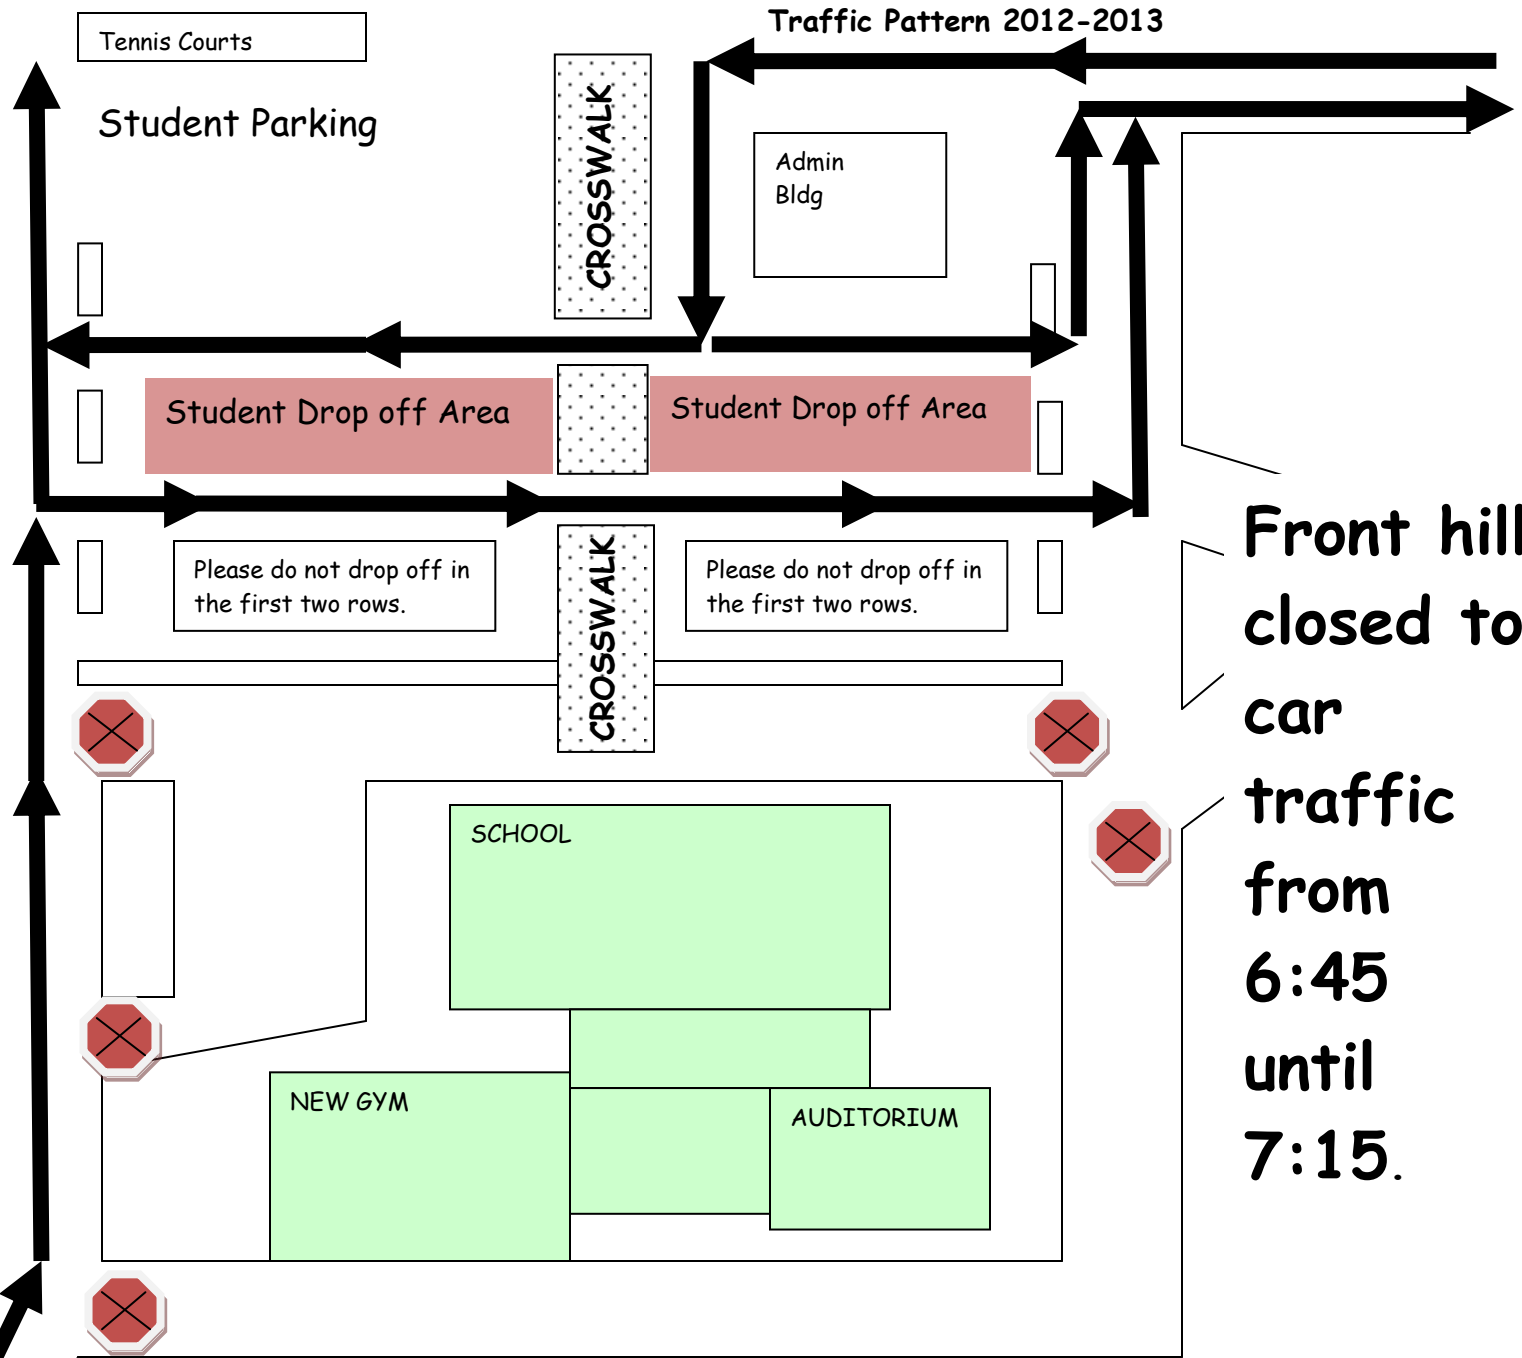 Traffic Pattern 2012-2013
Tennis Courts
Student Parking
CROSSWALK
Admin
Bldg
Student Drop off Area
Student Drop off Area
Please do not drop off in
the first two rows.
CROSSWALK
Please do not drop off in
the first two rows.
Front hill
closed to
car
traffic
from
6:45
until
7:15.
SCHOOL
NEW GYM
AUDITORIUM